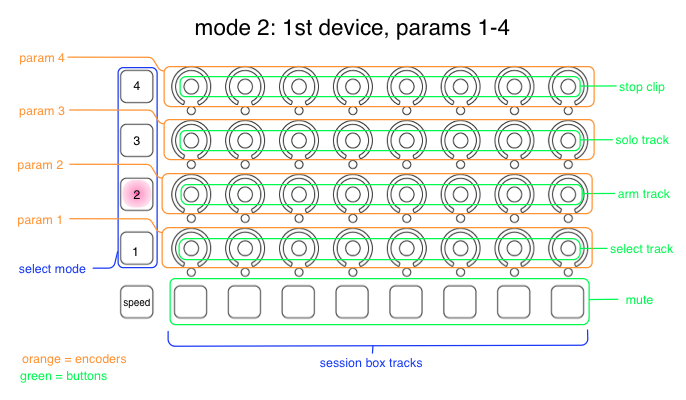 mode 2: 1st device, params 1-4
param 4
4
stop clip
param 3
3
solo track
param 2
2
arm track
param 1
1
select track
select mode
speed
mute
session box tracks
orange = encoders
green = buttons